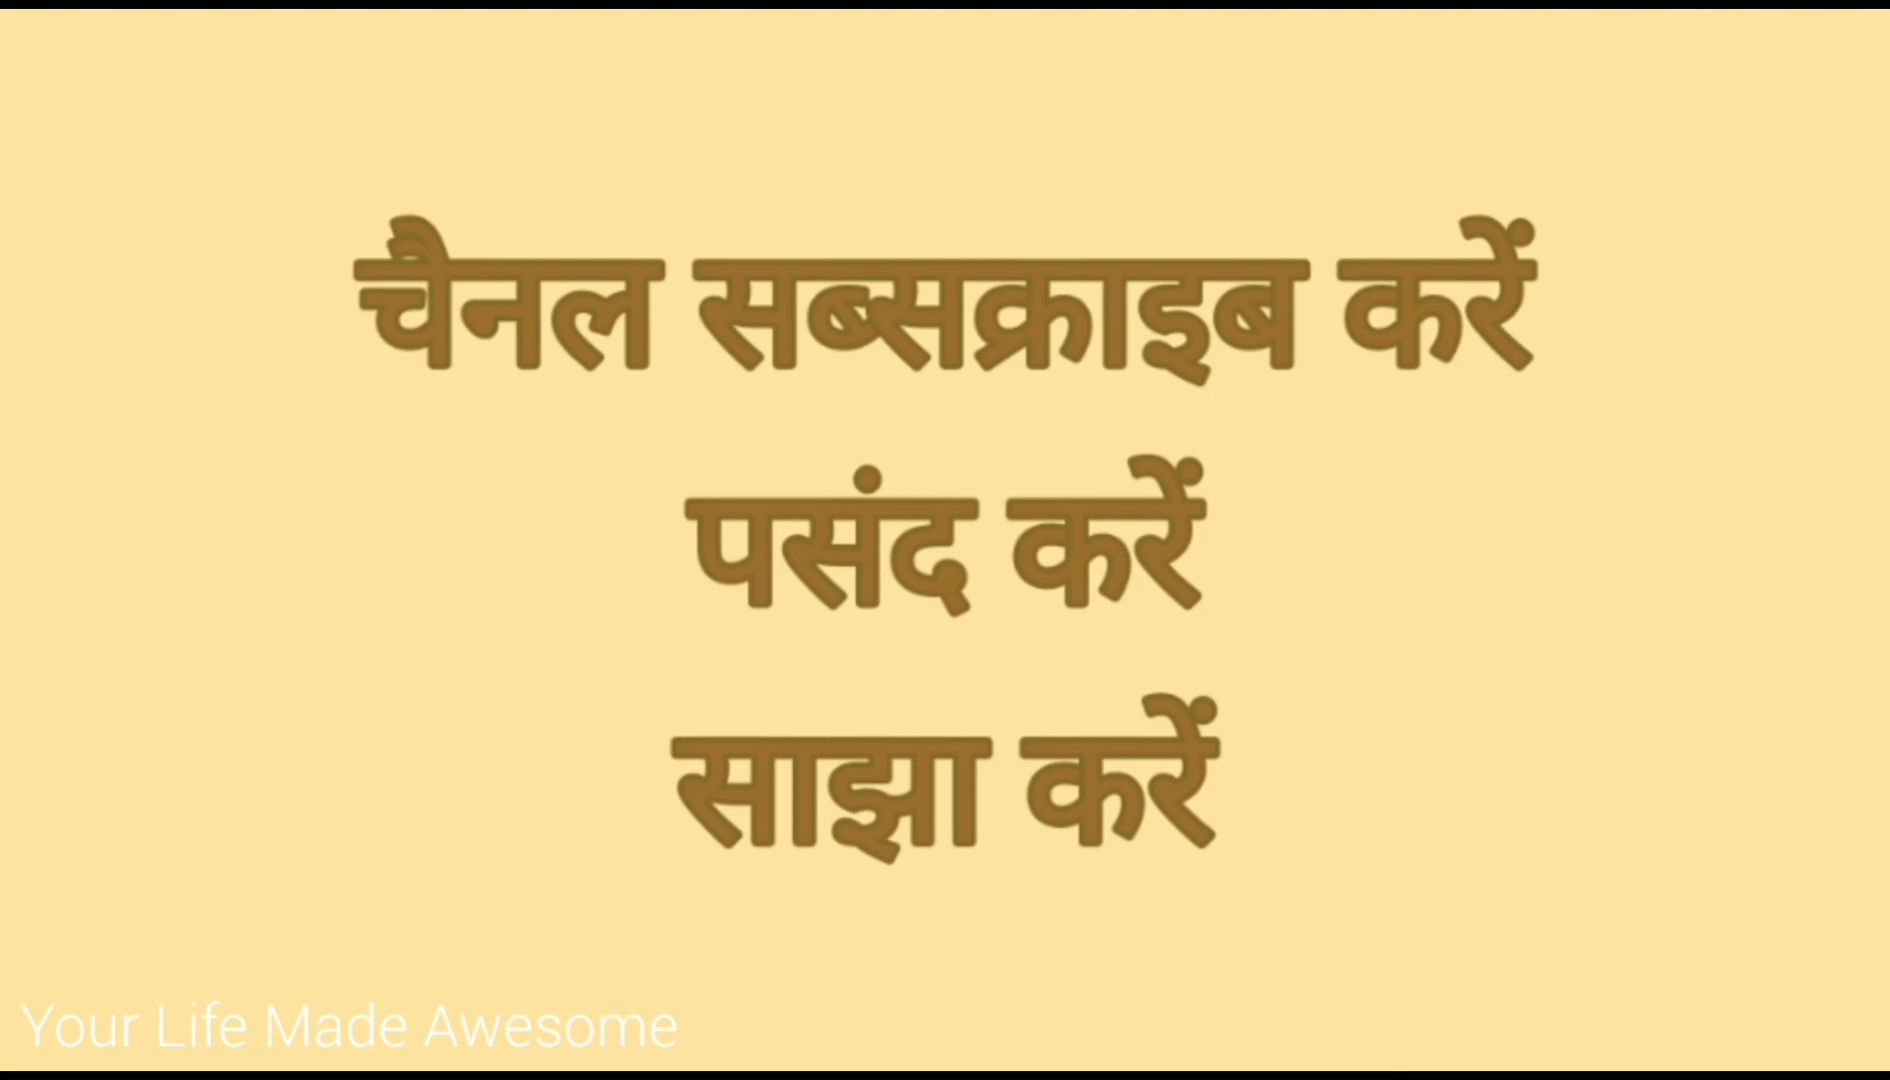 चैनल सब्सक्राइब करें
पसंद करें
साझा करें
Your Life Made Awesome